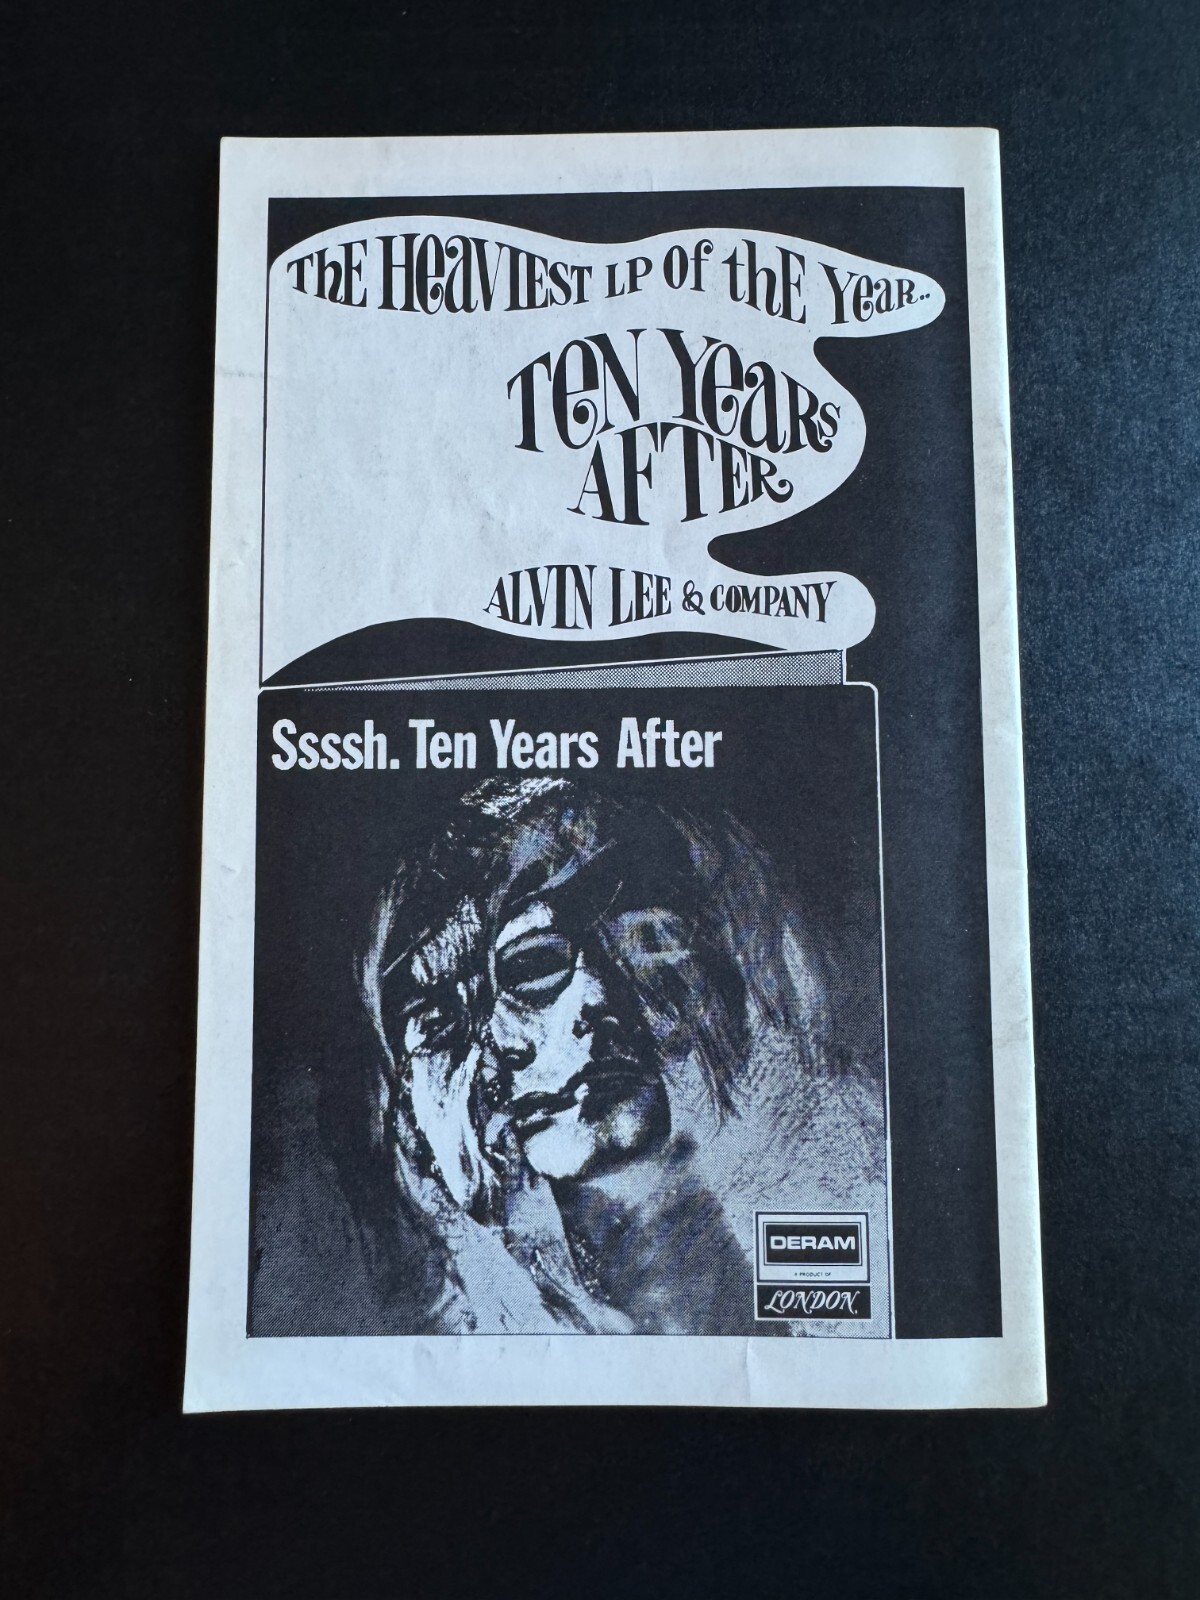 ThE HeaVIEST LP Of thE Year..
TeN Years
AFTER
ALVIN LEE & COMPANY
Ssssh. Ten Years After
DERAM
A PRODUCT OF
LONDON